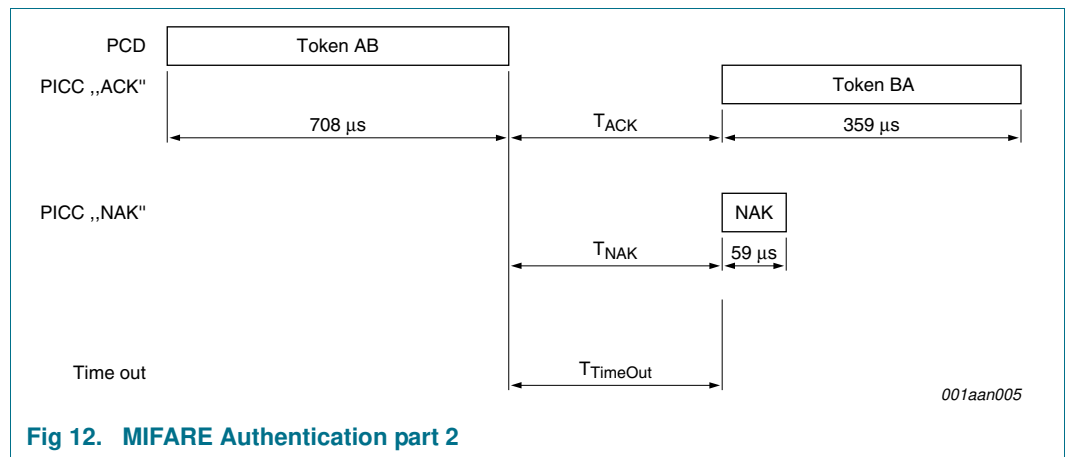 PCD Token AB
PICC ,,ACK" Token BA
708 μs TACK 359 μs
PICC ,,NAK" NAK
TNAK 59 μs
Time out TTimeOut
001aan005
Fig 12. MIFARE Authentication part 2